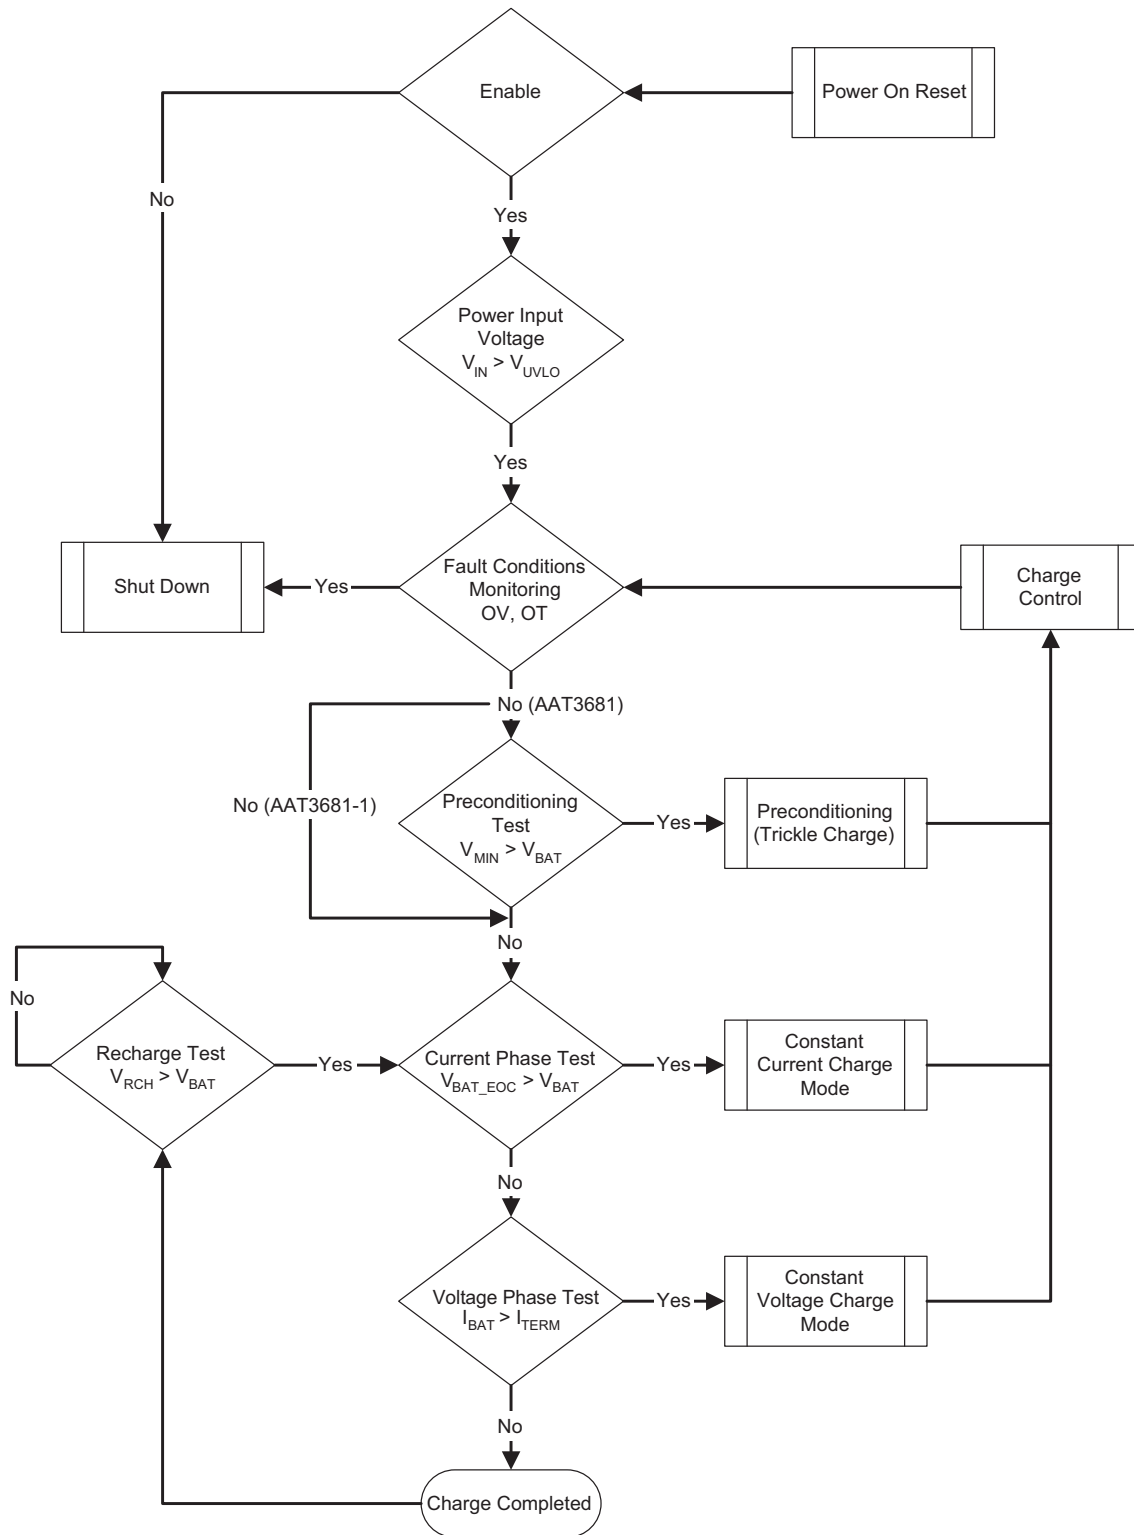 Enable
Power On Reset
No
Yes
Power Input
Voltage
V_IN > V_UVLO
Yes
Shut Down
Yes
Fault Conditions
Monitoring
OV, OT
Charge
Control
No (AAT3681)
No (AAT3681-1)
Preconditioning
Test
V_MIN > V_BAT
Yes
Preconditioning
(Trickle Charge)
No
No
Recharge Test
V_RCH > V_BAT
Yes
Current Phase Test
V_BAT_EOC > V_BAT
Yes
Constant
Current Charge
Mode
No
Voltage Phase Test
I_BAT > I_TERM
Yes
Constant
Voltage Charge
Mode
No
Charge Completed